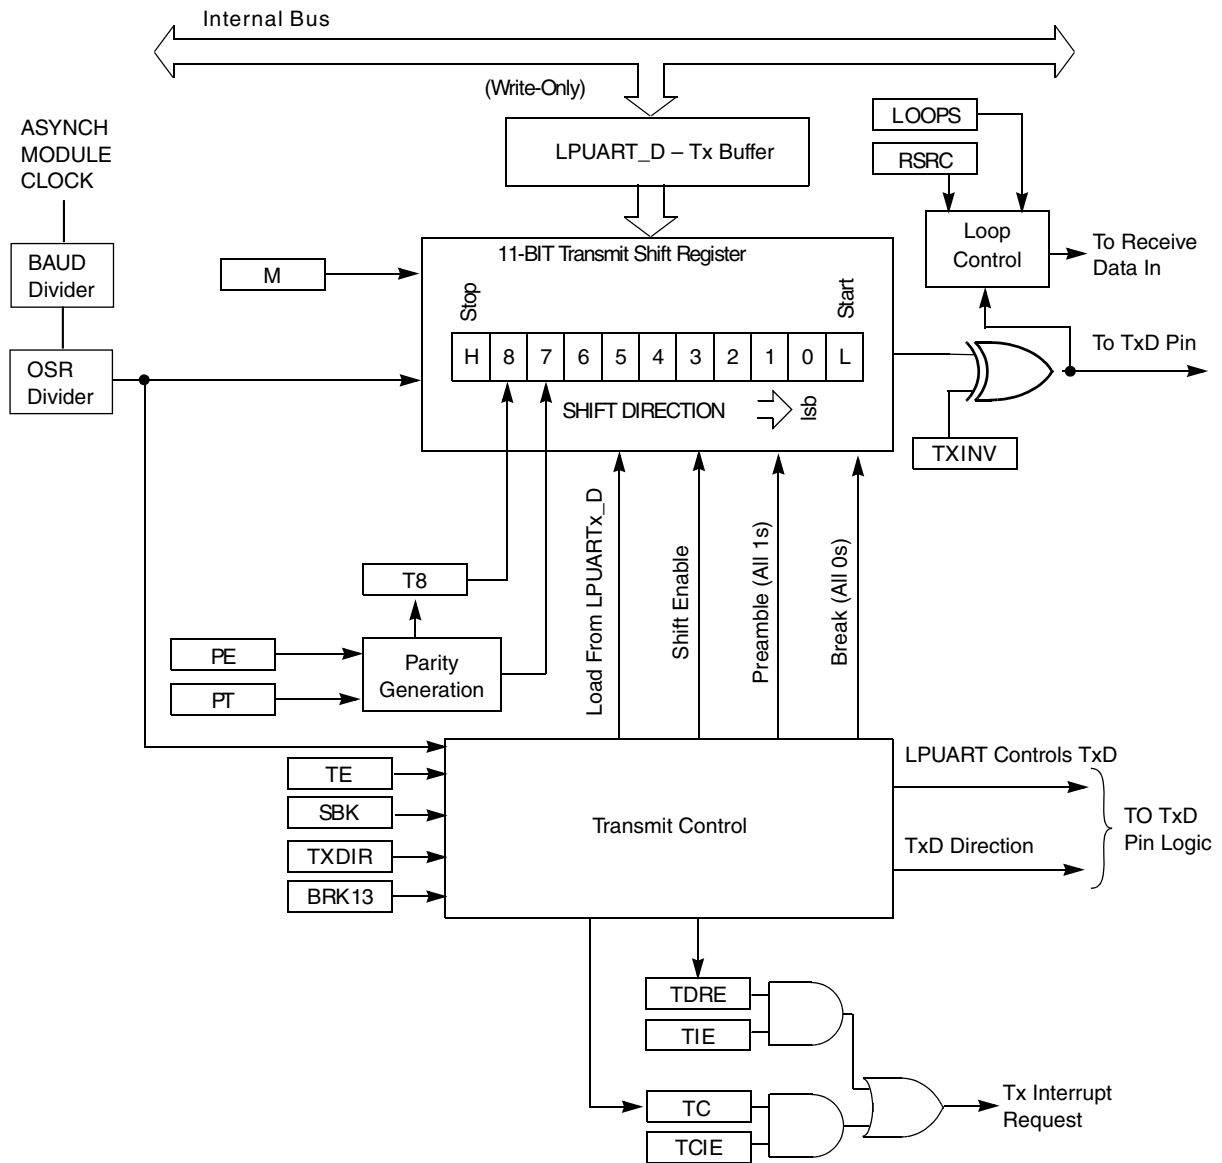 Internal Bus
(Write-Only)
LOOPS
ASYNCH
MODULE
CLOCK
LPUART_D – Tx Buffer
RSRC
Loop
Control
To Receive
Data In
11-BIT Transmit Shift Register
BAUD
Divider
M
Stop
Start
H 8 7 6 5 4 3 2 1 0 L
To TxD Pin
OSR
Divider
SHIFT DIRECTION
lsb
TXINV
Load From LPUARTx_D
Shift Enable
Preamble (All 1s)
Break (All 0s)
T8
PE
PT
Parity
Generation
LPUART Controls TxD
TE
SBK
TXDIR
BRK13
Transmit Control
TxD Direction
TO TxD
Pin Logic
TDRE
TIE
TC
TCIE
Tx Interrupt
Request